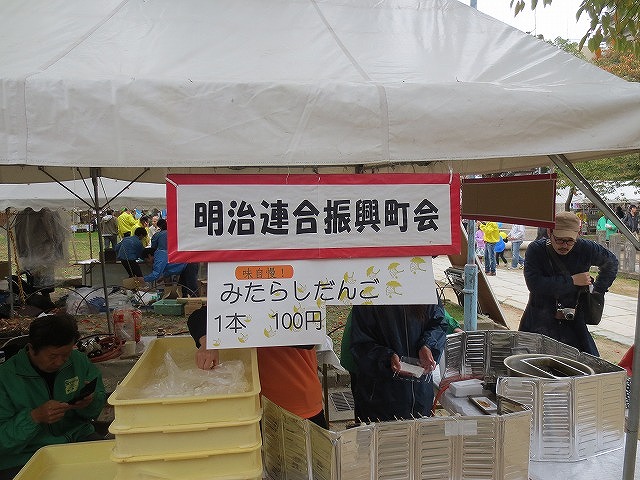 明治連合振興町会
味自慢！
みたらしだんご
1本 100円